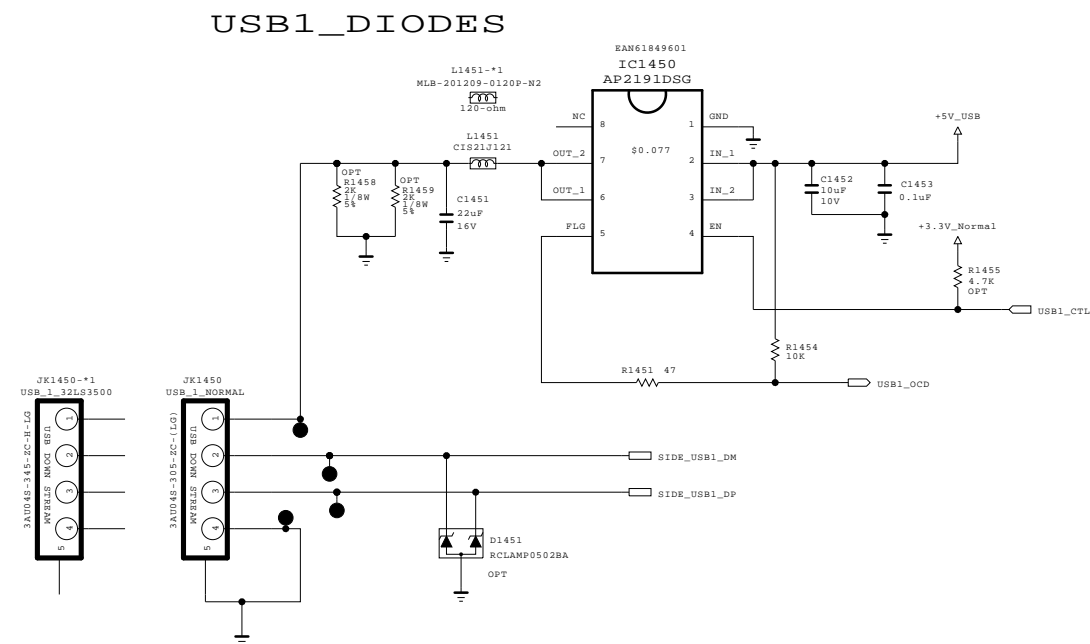 USB1_DIODES
EAN61849601
IC1450
AP2191DSG
L1451-*1
MLB-201209-0120P-N2
120-ohm
L1451
CIS21J121
NC
8
1
GND
$0.077
OUT_2
7
2
IN_1
OUT_1
6
3
IN_2
FLG
5
4
EN
+5V_USB
C1452
10uF
10V
C1453
0.1uF
+3.3V_Normal
R1455
4.7K
OPT
USB1_CTL
OPT
R1458
2K
1/8W
5%
OPT
R1459
2K
1/8W
5%
C1451
22uF
16V
R1454
10K
R1451 47
USB1_OCD
JK1450-*1
USB_1_32LS3500
3AU04S-345-ZC-H-LG
USB DOWN STREAM
1
2
3
4
5
JK1450
USB_1_NORMAL
3AU04S-305-ZC-(LG)
USB DOWN STREAM
1
2
3
4
5
SIDE_USB1_DM
SIDE_USB1_DP
D1451
RCLAMP0502BA
OPT